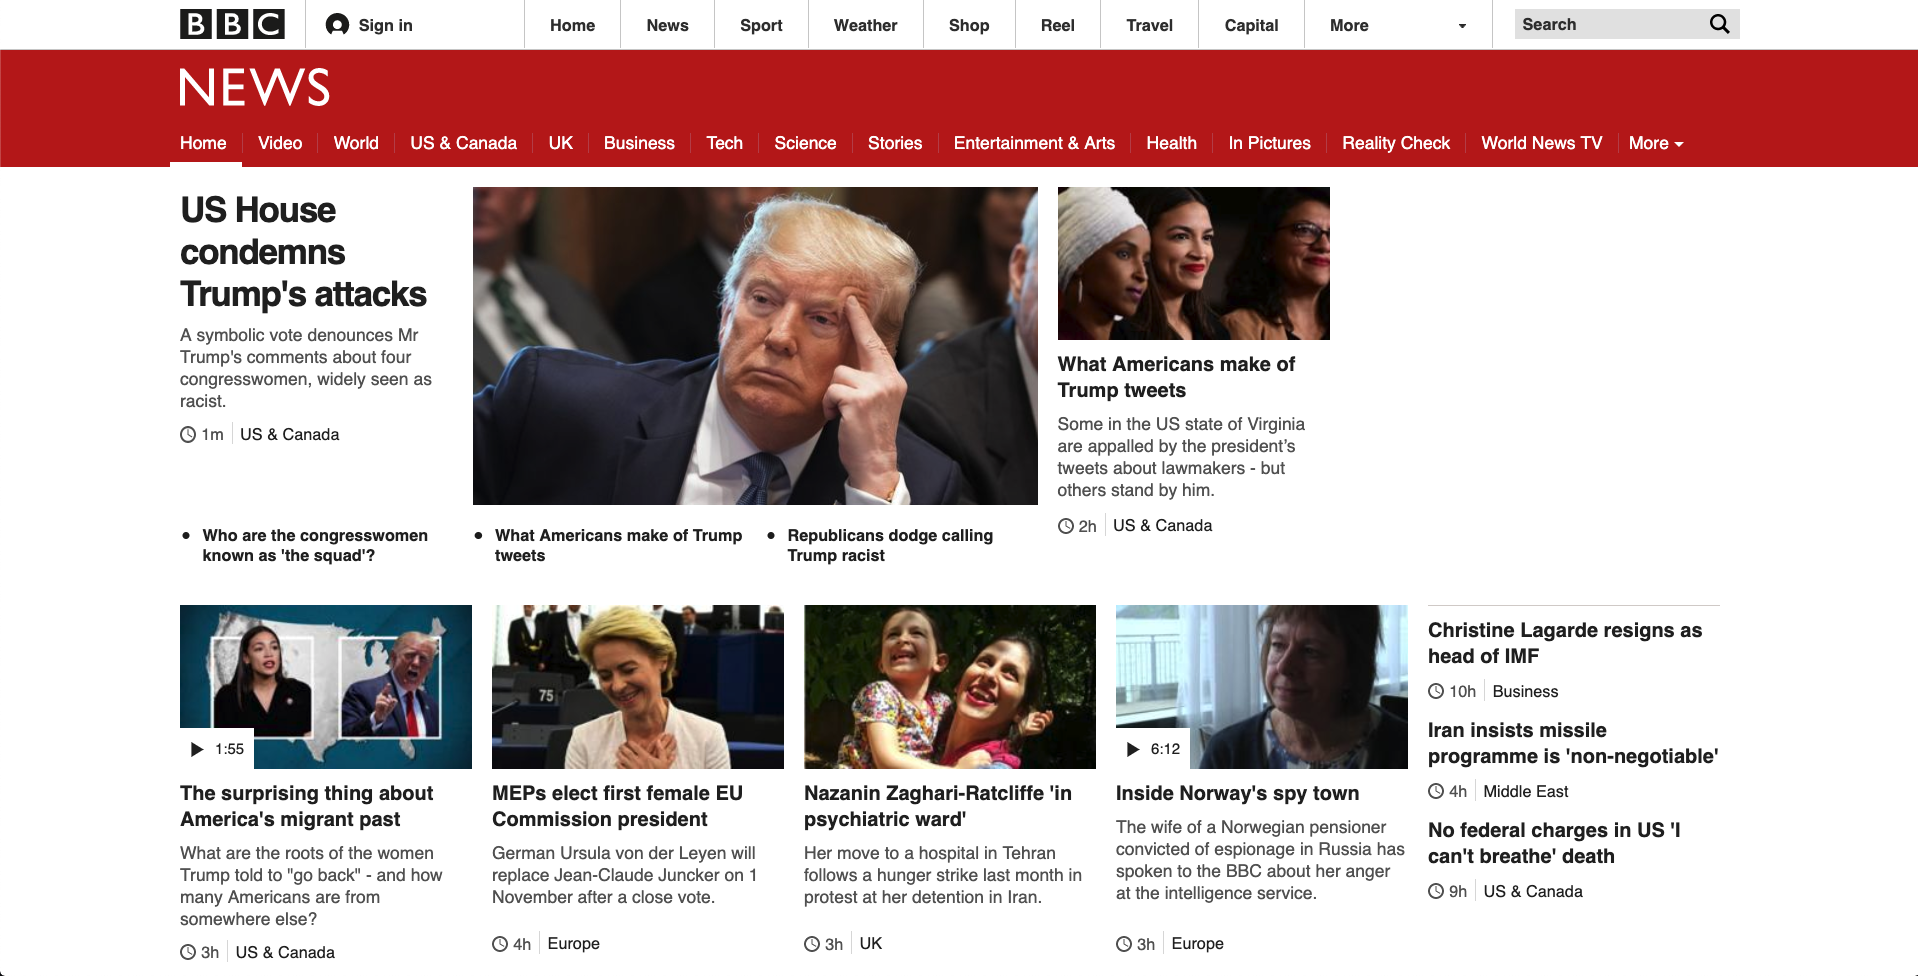 BBC
Sign in
Home
News
Sport
Weather
Shop
Reel
Travel
Capital
More
Search
NEWS
Home
Video
World
US & Canada
UK
Business
Tech
Science
Stories
Entertainment & Arts
Health
In Pictures
Reality Check
World News TV
More
US House
condemns
Trump's attacks
A symbolic vote denounces Mr
Trump's comments about four
congresswomen, widely seen as
racist.
1m
US & Canada
What Americans make of
Trump tweets
Some in the US state of Virginia
are appalled by the president’s
tweets about lawmakers - but
others stand by him.
2h
US & Canada
Who are the congresswomen
known as 'the squad'?
What Americans make of Trump
tweets
Republicans dodge calling
Trump racist
1:55
The surprising thing about
America's migrant past
What are the roots of the women
Trump told to "go back" - and how
many Americans are from
somewhere else?
3h
US & Canada
75
MEPs elect first female EU
Commission president
German Ursula von der Leyen will
replace Jean-Claude Juncker on 1
November after a close vote.
4h
Europe
Nazanin Zaghari-Ratcliffe 'in
psychiatric ward'
Her move to a hospital in Tehran
follows a hunger strike last month in
protest at her detention in Iran.
3h
UK
6:12
Inside Norway's spy town
The wife of a Norwegian pensioner
convicted of espionage in Russia has
spoken to the BBC about her anger
at the intelligence service.
3h
Europe
Christine Lagarde resigns as
head of IMF
10h
Business
Iran insists missile
programme is 'non-negotiable'
4h
Middle East
No federal charges in US 'I
can't breathe' death
9h
US & Canada